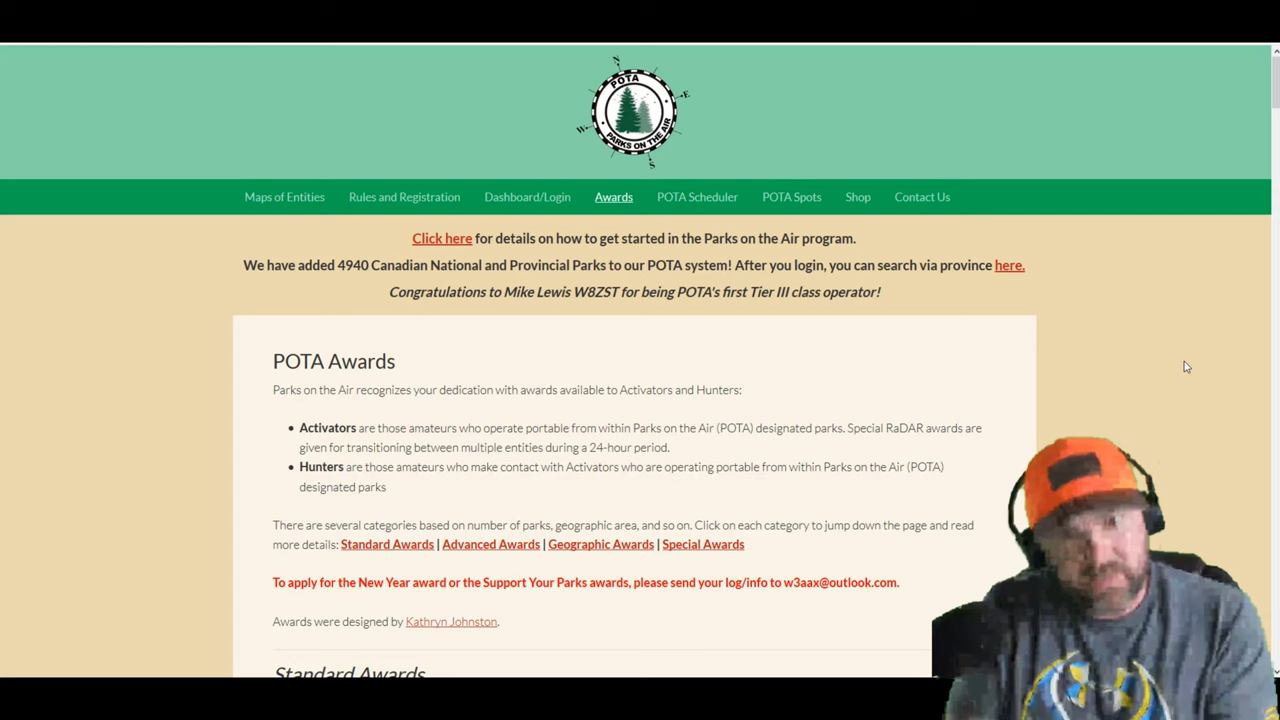 N
POTA
E
W
PARKS ON THE AIR
S
Maps of Entities Rules and Registration Dashboard/Login Awards POTA Scheduler POTA Spots Shop Contact Us
Click here for details on how to get started in the Parks on the Air program.
We have added 4940 Canadian National and Provincial Parks to our POTA system! After you login, you can search via province here.
Congratulations to Mike Lewis W8ZST for being POTA's first Tier III class operator!
POTA Awards
Parks on the Air recognizes your dedication with awards available to Activators and Hunters:
• Activators are those amateurs who operate portable from within Parks on the Air (POTA) designated parks. Special RaDAR awards are
given for transitioning between multiple entities during a 24-hour period.
• Hunters are those amateurs who make contact with Activators who are operating portable from within Parks on the Air (POTA)
designated parks
There are several categories based on number of parks, geographic area, and so on. Click on each category to jump down the page and read
more details: Standard Awards | Advanced Awards | Geographic Awards | Special Awards
To apply for the New Year award or the Support Your Parks awards, please send your log/info to w3aax@outlook.com.
Awards were designed by Kathryn Johnston.
Standard Awards